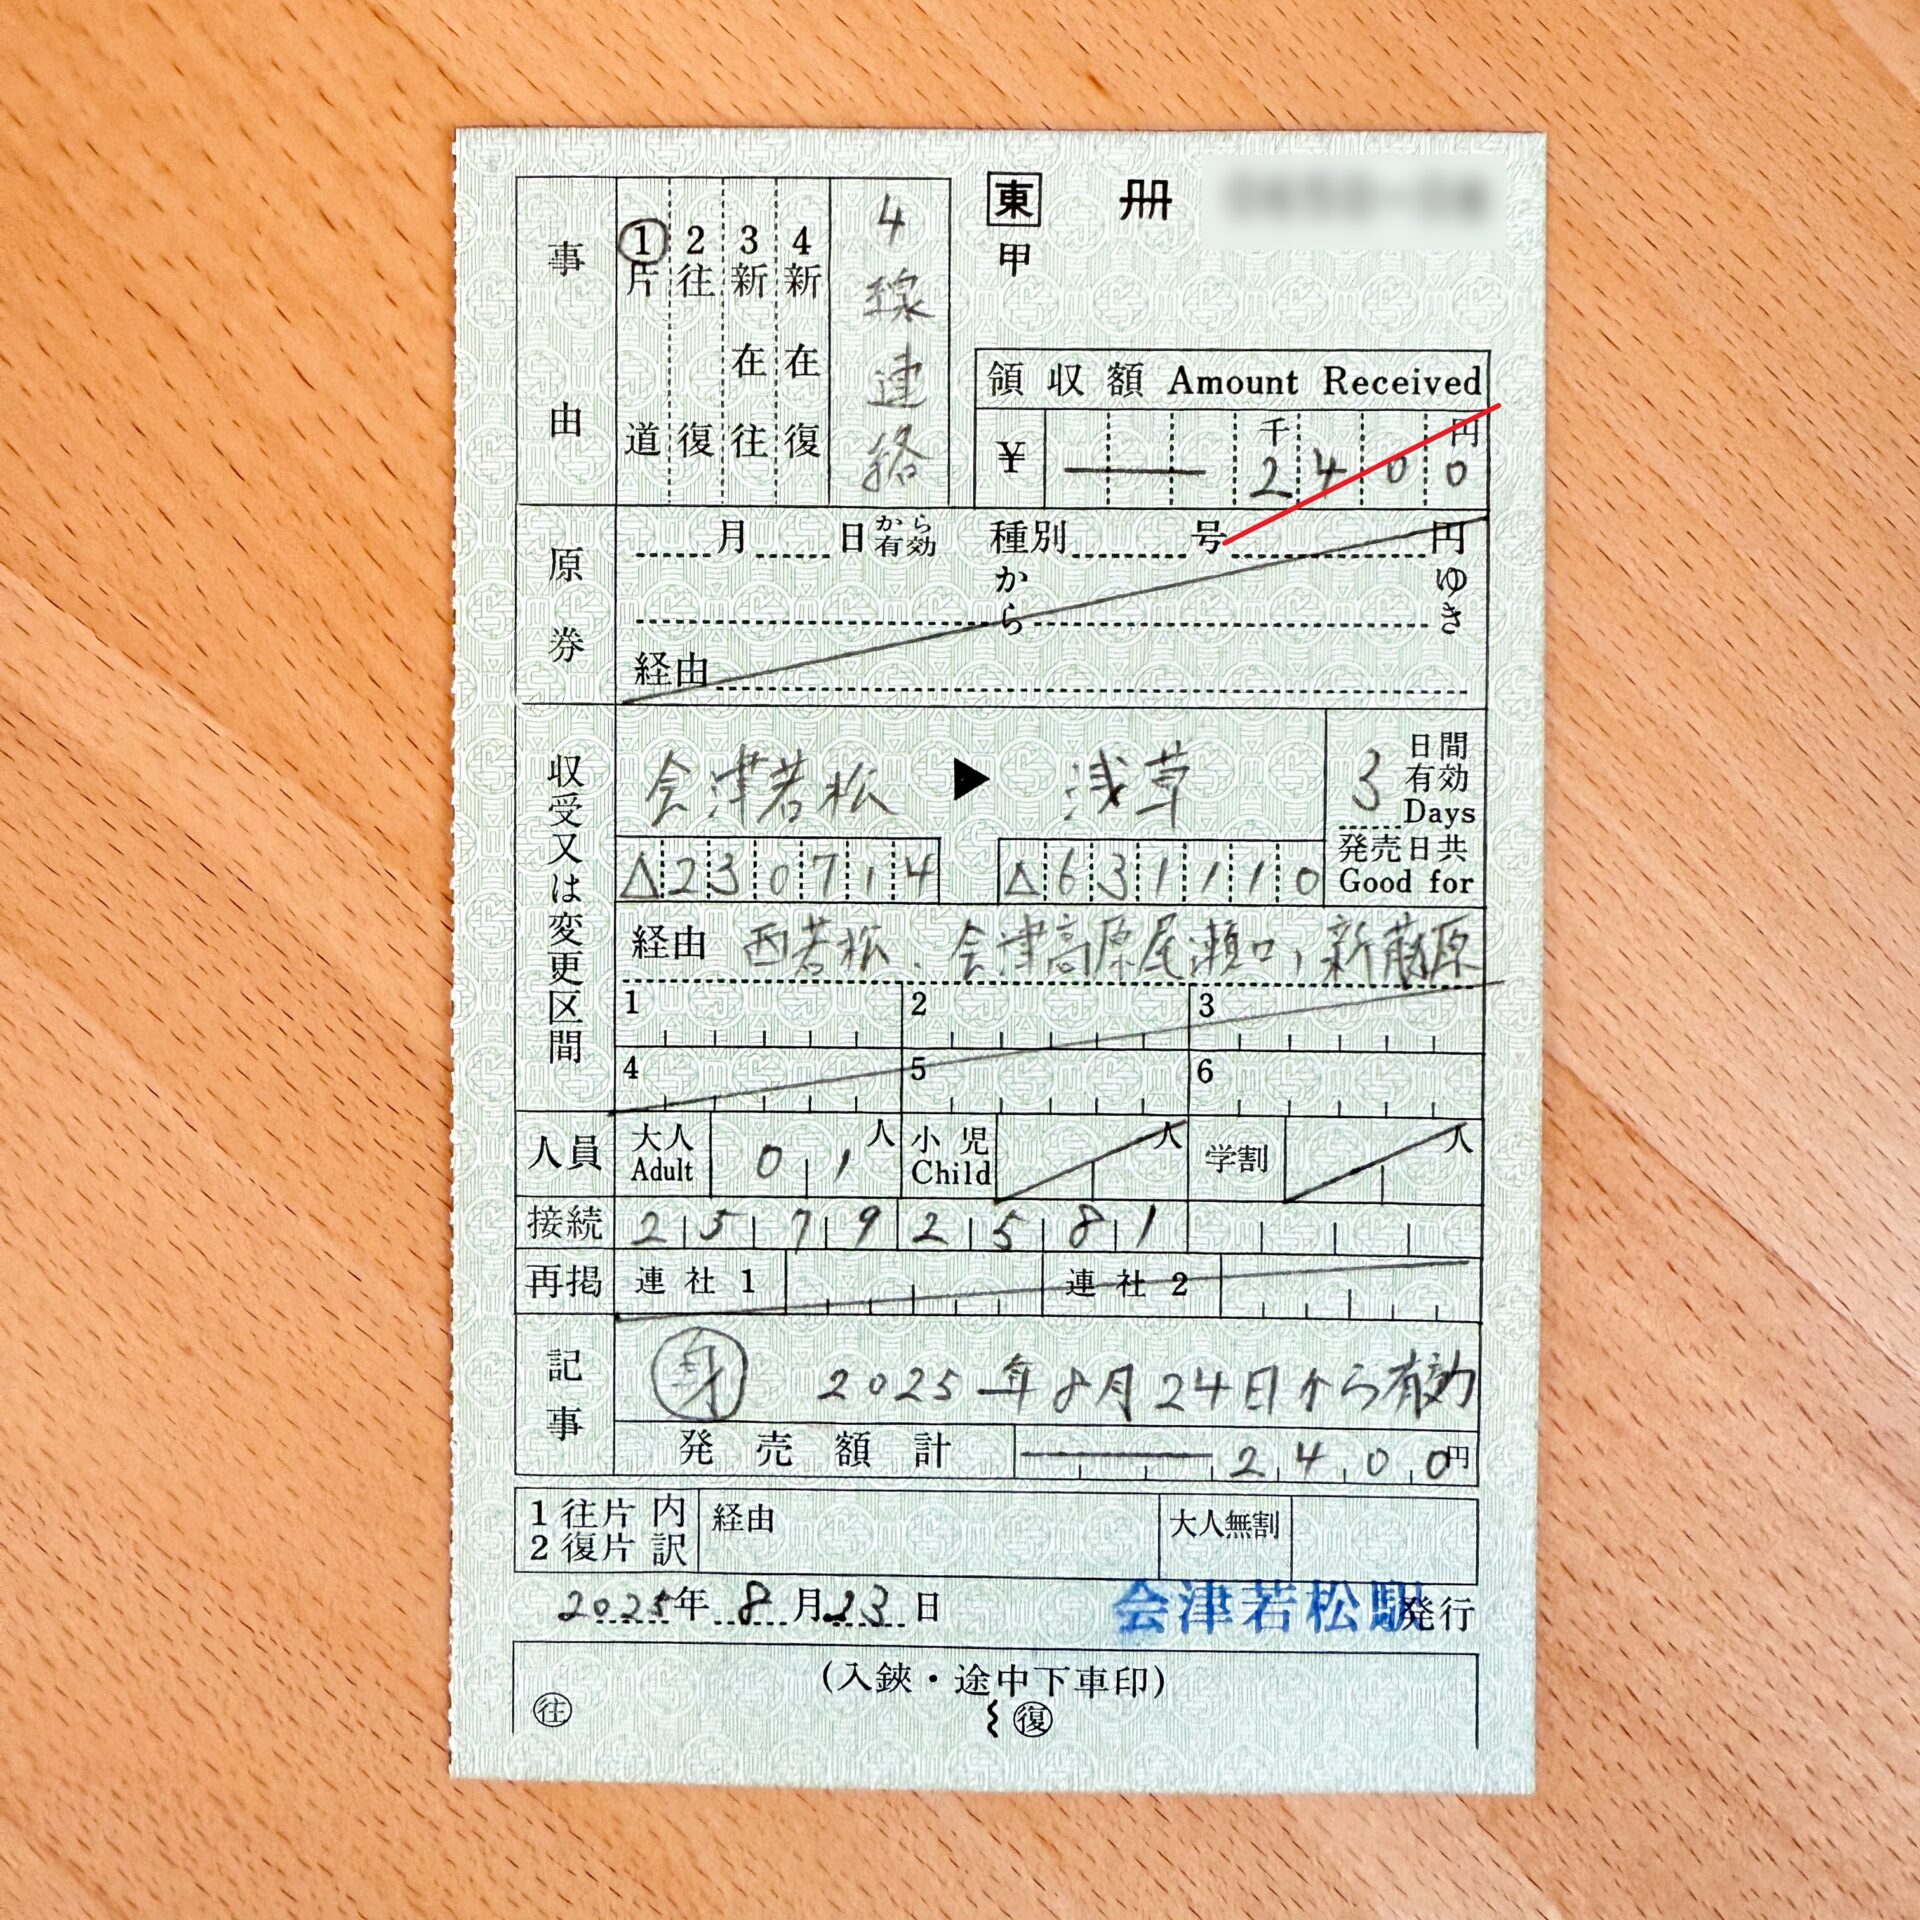 事由
1片道
2往復
3新在往
4新在復
4線連絡
東 冊
甲
領収額 Amount Received
¥ 千 円
2400
原券
月 日から有効 種別 号 円
から ゆき
経由
収受又は変更区間
会津若松 ▶ 浅草
3 日間有効 Days
発売日共
Good for
△230714 △631110
経由 西若松、会津高原尾瀬口、新藤原
1 2 3
4 5 6
人員 大人 Adult 01人 小児 Child 人 学割 人
接続 2579 2581
再掲 連社1 連社2
記事
身 2025年8月24日から有効
発売額計 2400円
1往片 2復片 内訳 経由 大人無割
2025年8月23日 会津若松駅発行
(入鋏・途中下車印)
往 復